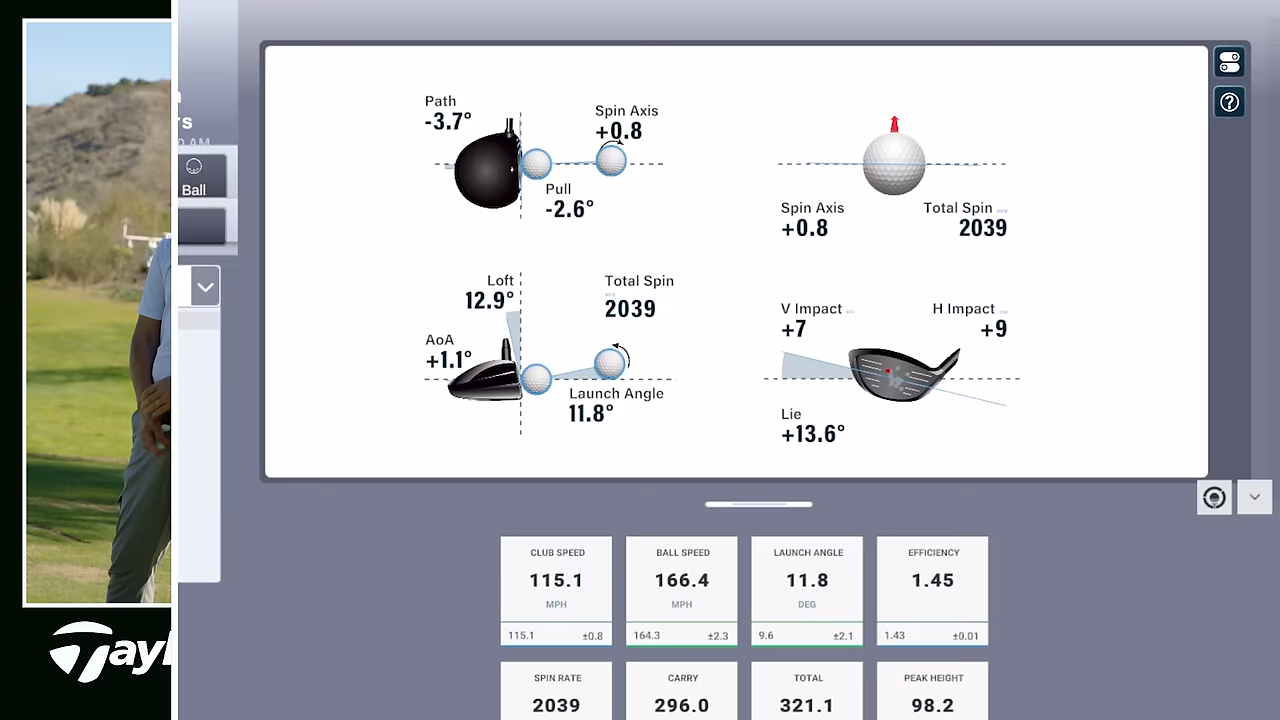 Path
-3.7°
Spin Axis
+0.8
Pull
-2.6°
Spin Axis
+0.8
Total Spin
2039
Loft
12.9°
Total Spin
2039
AoA
+1.1°
Launch Angle
11.8°
V Impact
+7
H Impact
+9
Lie
+13.6°
Ball
CLUB SPEED
115.1
MPH
115.1 ±0.8
BALL SPEED
166.4
MPH
164.3 ±2.3
LAUNCH ANGLE
11.8
DEG
9.6 ±2.1
EFFICIENCY
1.45
1.43 ±0.01
SPIN RATE
2039
CARRY
296.0
TOTAL
321.1
PEAK HEIGHT
98.2